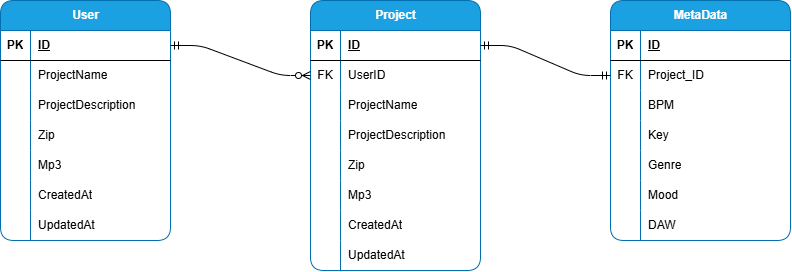 User
PK ID
ProjectName
ProjectDescription
Zip
Mp3
CreatedAt
UpdatedAt
Project
PK ID
FK UserID
ProjectName
ProjectDescription
Zip
Mp3
CreatedAt
UpdatedAt
MetaData
PK ID
FK Project_ID
BPM
Key
Genre
Mood
DAW